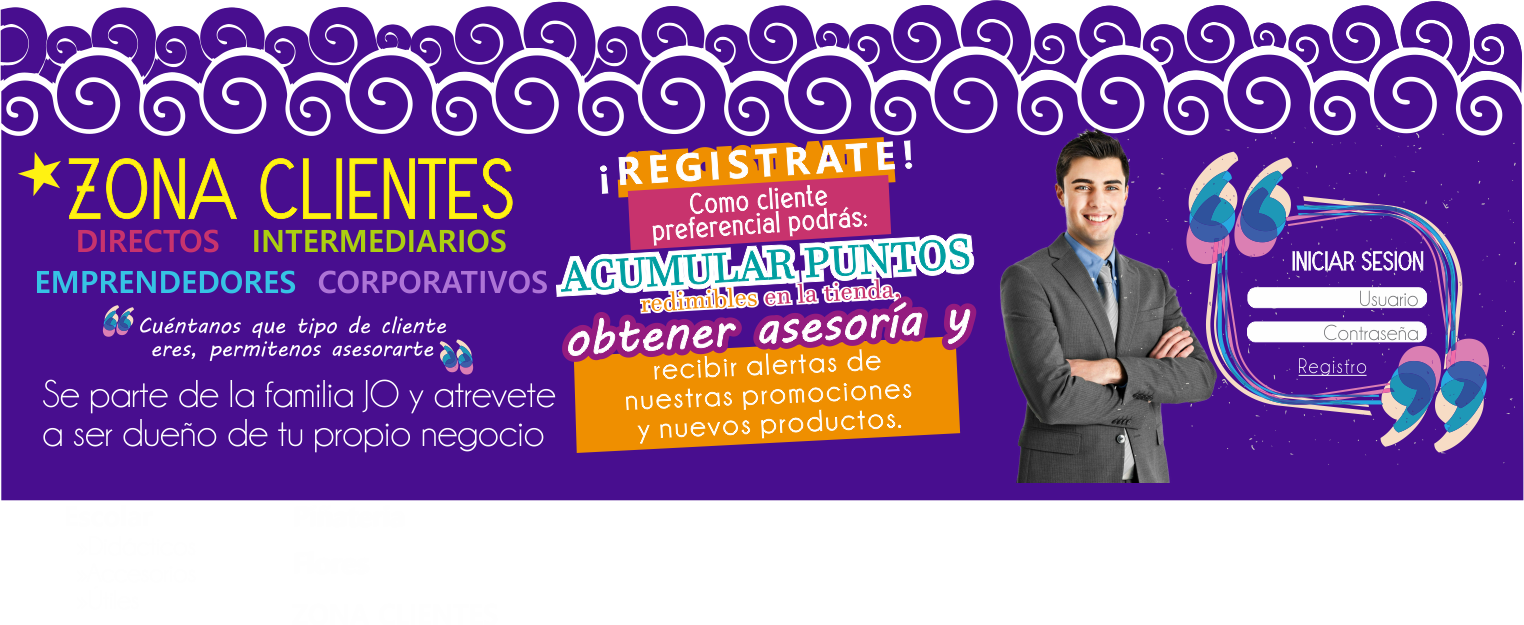 ZONA CLIENTES
DIRECTOS INTERMEDIARIOS
EMPRENDEDORES CORPORATIVOS
Cuéntanos que tipo de cliente
eres, permitenos asesorarte
Se parte de la familia JO y atrevete
a ser dueño de tu propio negocio
¡REGISTRATE!
Como cliente
preferencial podrás:
ACUMULAR PUNTOS
redimibles en la tienda,
obtener asesoría y
recibir alertas de
nuestras promociones
y nuevos productos.
INICIAR SESION
Usuario
Contraseña
Registro